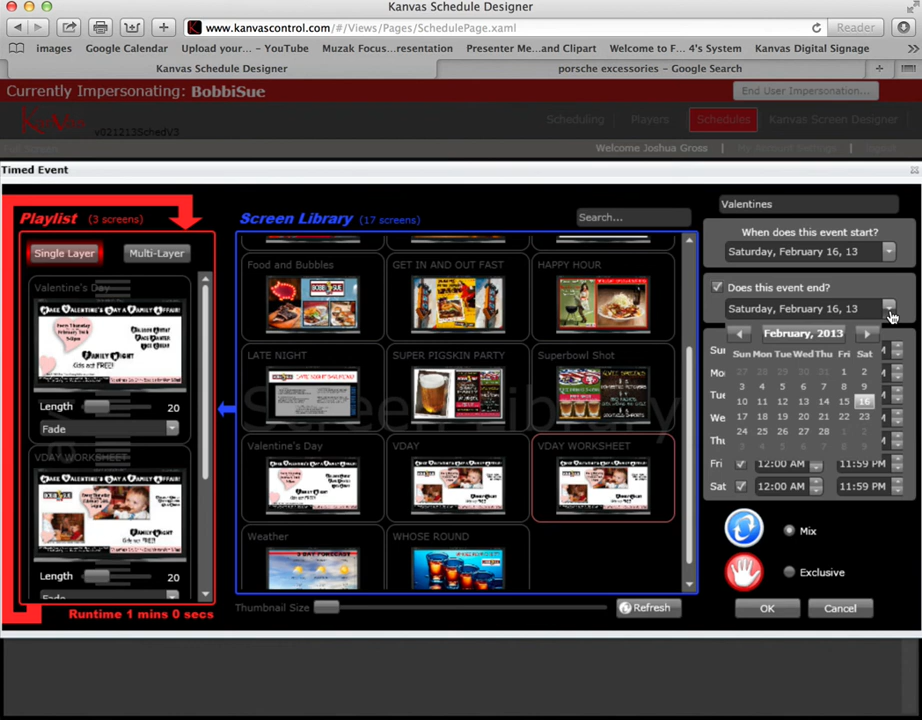 Kanvas Schedule Designer
www.kanvascontrol.com/#/Views/Pages/SchedulePage.xaml
Reader
images
Google Calendar
Upload your... – YouTube
Muzak Focus...resentation
Presenter Me...and Clipart
Welcome to F... 4's System
Kanvas Digital Signage
Kanvas Schedule Designer
porsche excessories – Google Search
Currently Impersonating: BobbiSue
End User Impersonation...
KanVas
v021213SchedV3
Scheduling
Players
Schedules
Kanvas Screen Designer
Full Screen
Welcome Joshua Gross
My Account Settings
Logout
Timed Event
Playlist (3 screens)
Single Layer
Multi-Layer
Valentine's Day
Length
20
Fade
VDAY WORKSHEET
Length
20
Fade
Runtime 1 mins 0 secs
Screen Library (17 screens)
Search...
Food and Bubbles
GET IN AND OUT FAST
HAPPY HOUR
LATE NIGHT
SUPER PIGSKIN PARTY
Superbowl Shot
Screen Library
Valentine's Day
VDAY
VDAY WORKSHEET
Weather
WHOSE ROUND
Thumbnail Size
Refresh
Valentines
When does this event start?
Saturday, February 16, 13
Does this event end?
Saturday, February 16, 13
February, 2013
Sun Mon Tue Wed Thu Fri Sat
27 28 29 30 31 1 2
3 4 5 6 7 8 9
10 11 12 13 14 15 16
17 18 19 20 21 22 23
24 25 26 27 28 1 2
3 4 5 6 7 8 9
Fri 12:00 AM 11:59 PM
Sat 12:00 AM 11:59 PM
Mix
Exclusive
OK
Cancel